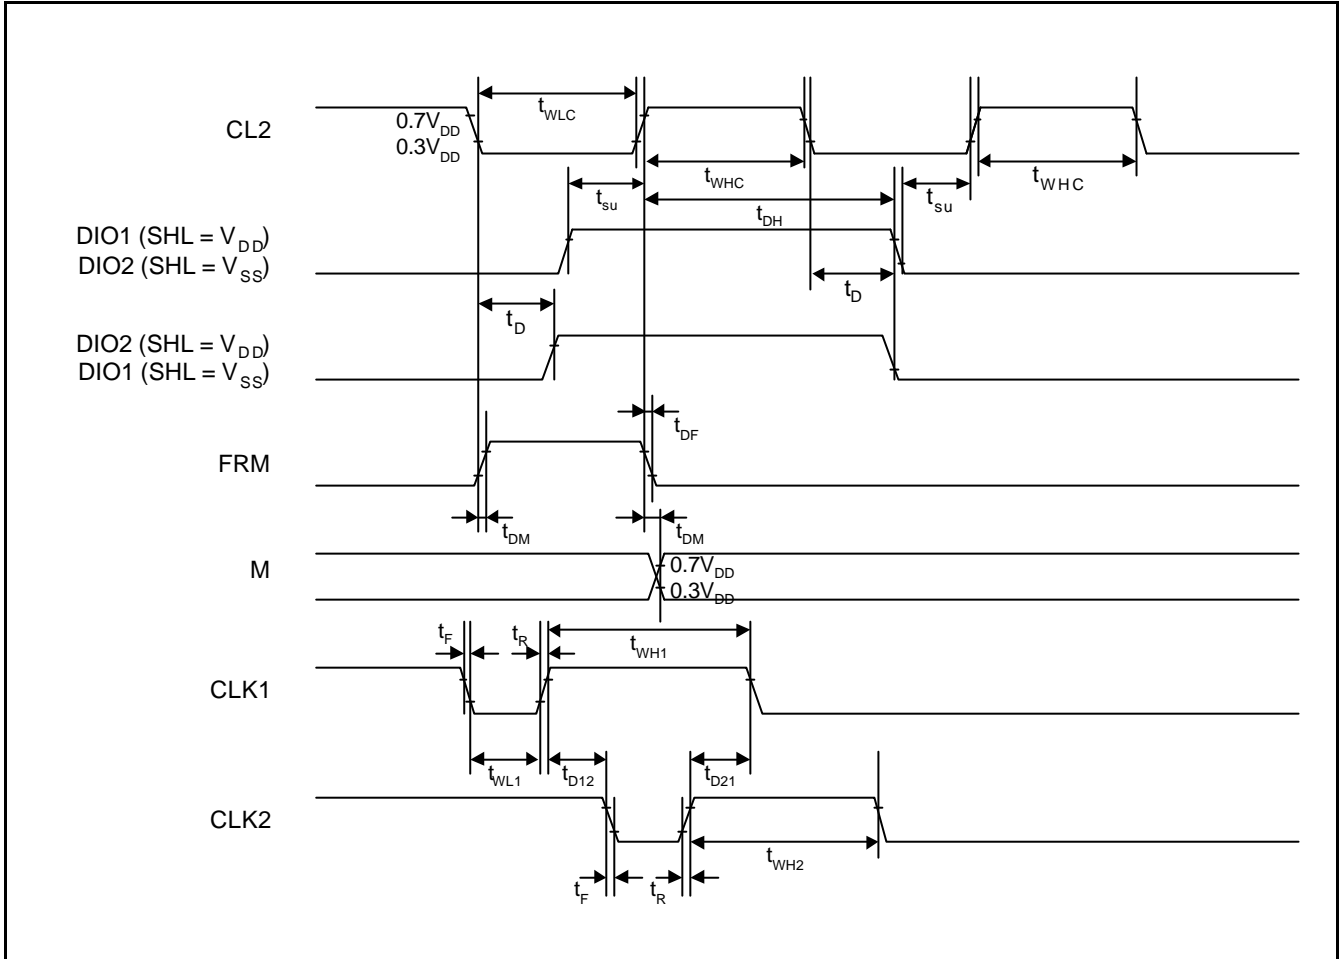 CL2
0.7VDD
0.3VDD
tWLC
tWHC
tWHC
tsu
tsu
tDH
DIO1 (SHL = VDD)
DIO2 (SHL = VSS)
tD
tD
DIO2 (SHL = VDD)
DIO1 (SHL = VSS)
tDF
FRM
tDM
tDM
M
0.7VDD
0.3VDD
tF
tR
tWH1
CLK1
tWL1
tD12
tD21
CLK2
tWH2
tF
tR